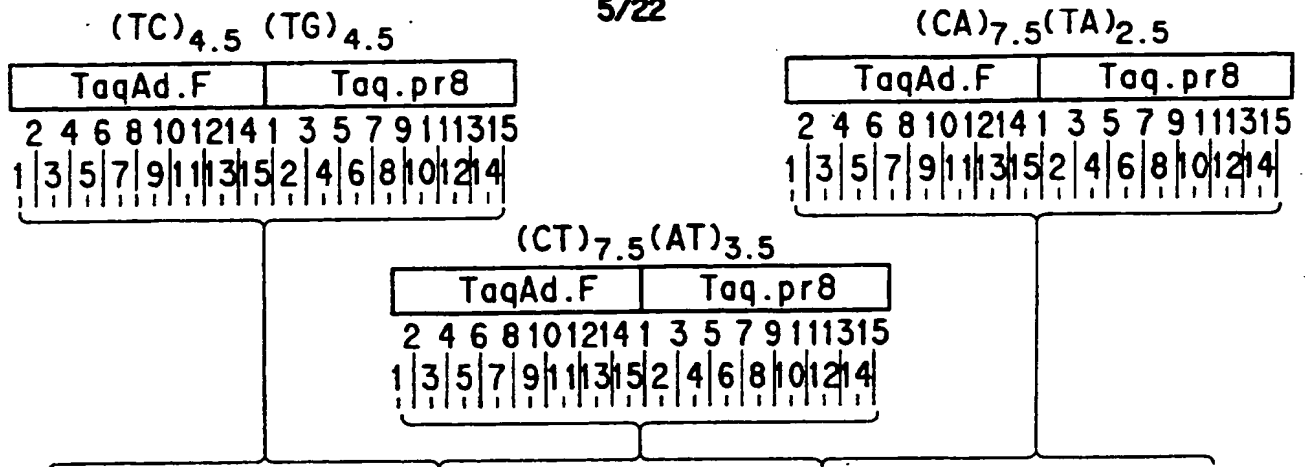 5/22
(TC)4.5 (TG)4.5
TaqAd.F Taq.pr8
2 4 6 8 10 12 14 1 3 5 7 9 11 13 15
1 3 5 7 9 11 13 15 2 4 6 8 10 12 14
(CA)7.5(TA)2.5
TaqAd.F Taq.pr8
2 4 6 8 10 12 14 1 3 5 7 9 11 13 15
1 3 5 7 9 11 13 15 2 4 6 8 10 12 14
(CT)7.5(AT)3.5
TaqAd.F Taq.pr8
2 4 6 8 10 12 14 1 3 5 7 9 11 13 15
1 3 5 7 9 11 13 15 2 4 6 8 10 12 14